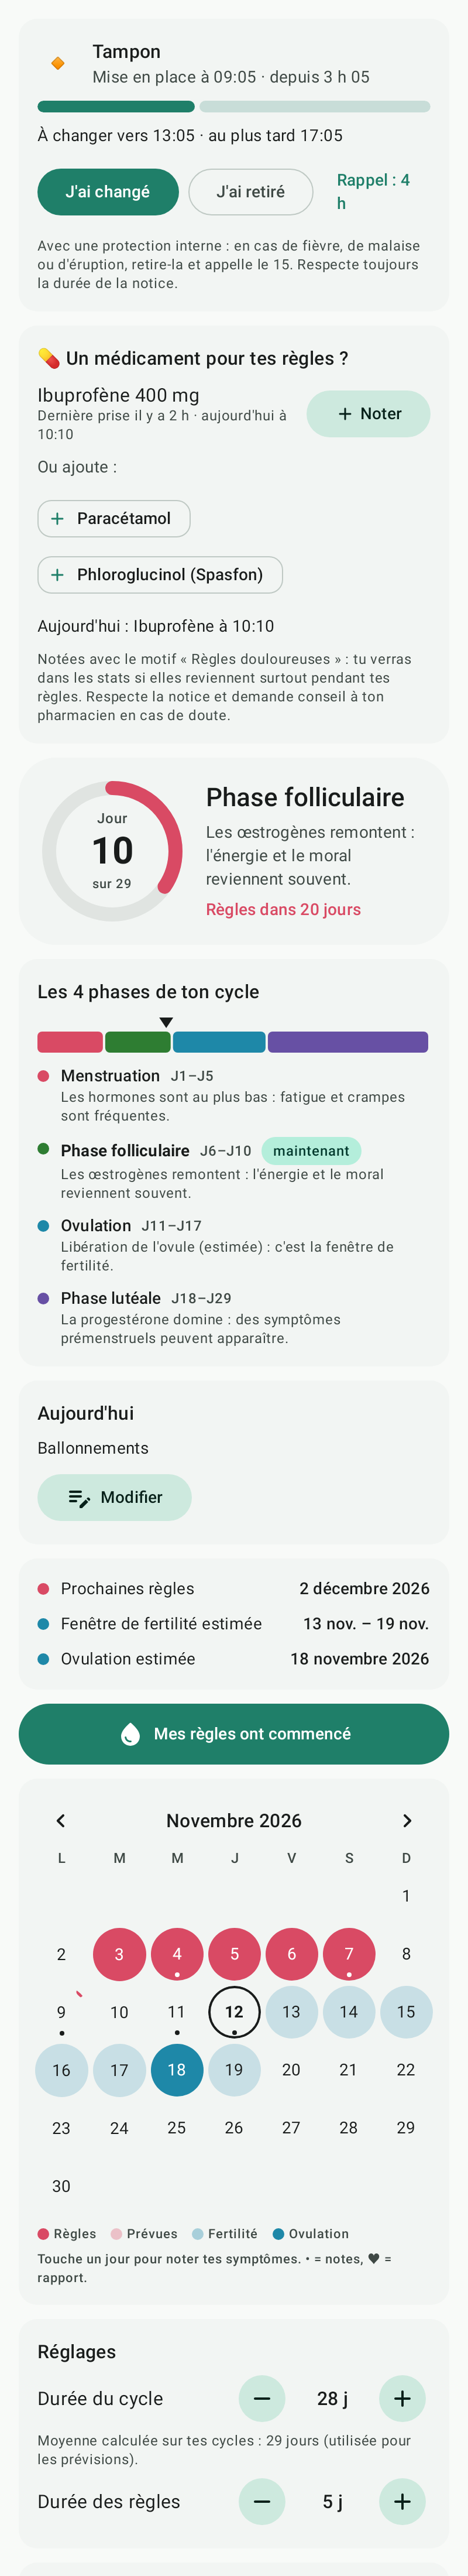 Tampon
Mise en place à 09:05 · depuis 3 h 05
À changer vers 13:05 · au plus tard 17:05
J'ai changé
J'ai retiré
Rappel : 4
h
Avec une protection interne : en cas de fièvre, de malaise
ou d'éruption, retire-la et appelle le 15. Respecte toujours
la durée de la notice.
Un médicament pour tes règles ?
Ibuprofène 400 mg
Dernière prise il y a 2 h · aujourd'hui à
10:10
+ Noter
Ou ajoute :
+ Paracétamol
+ Phloroglucinol (Spasfon)
Aujourd'hui : Ibuprofène à 10:10
Notées avec le motif « Règles douloureuses » : tu verras
dans les stats si elles reviennent surtout pendant tes
règles. Respecte la notice et demande conseil à ton
pharmacien en cas de doute.
Jour
10
sur 29
Phase folliculaire
Les œstrogènes remontent :
l'énergie et le moral
reviennent souvent.
Règles dans 20 jours
Les 4 phases de ton cycle
Menstruation J1–J5
Les hormones sont au plus bas : fatigue et crampes
sont fréquentes.
Phase folliculaire J6–J10 maintenant
Les œstrogènes remontent : l'énergie et le moral
reviennent souvent.
Ovulation J11–J17
Libération de l'ovule (estimée) : c'est la fenêtre de
fertilité.
Phase lutéale J18–J29
La progestérone domine : des symptômes
prémenstruels peuvent apparaître.
Aujourd'hui
Ballonnements
Modifier
Prochaines règles 2 décembre 2026
Fenêtre de fertilité estimée 13 nov. – 19 nov.
Ovulation estimée 18 novembre 2026
Mes règles ont commencé
Novembre 2026
L M M J V S D
1
2 3 4 5 6 7 8
9 10 11 12 13 14 15
16 17 18 19 20 21 22
23 24 25 26 27 28 29
30
Règles Prévues Fertilité Ovulation
Touche un jour pour noter tes symptômes. • = notes, ♥ =
rapport.
Réglages
Durée du cycle − 28 j +
Moyenne calculée sur tes cycles : 29 jours (utilisée pour
les prévisions).
Durée des règles − 5 j +